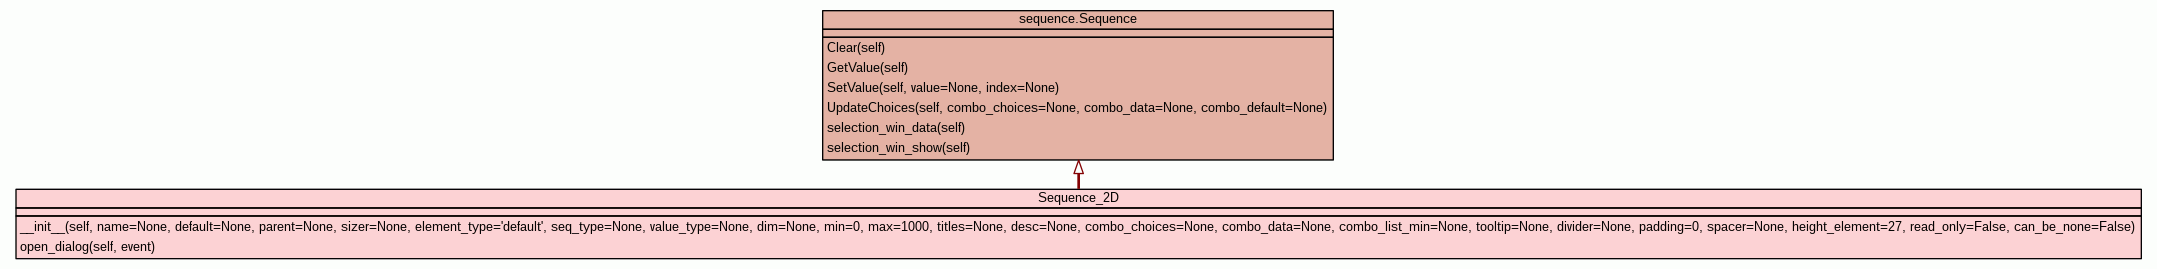 sequence.Sequence
Clear(self)
GetValue(self)
SetValue(self, value=None, index=None)
UpdateChoices(self, combo_choices=None, combo_data=None, combo_default=None)
selection_win_data(self)
selection_win_show(self)
Sequence_2D
__init__(self, name=None, default=None, parent=None, sizer=None, element_type='default', seq_type=None, value_type=None, dim=None, min=0, max=1000, titles=None, desc=None, combo_choices=None, combo_data=None, combo_list_min=None, tooltip=None, divider=None, padding=0, spacer=None, height_element=27, read_only=False, can_be_none=False)
open_dialog(self, event)